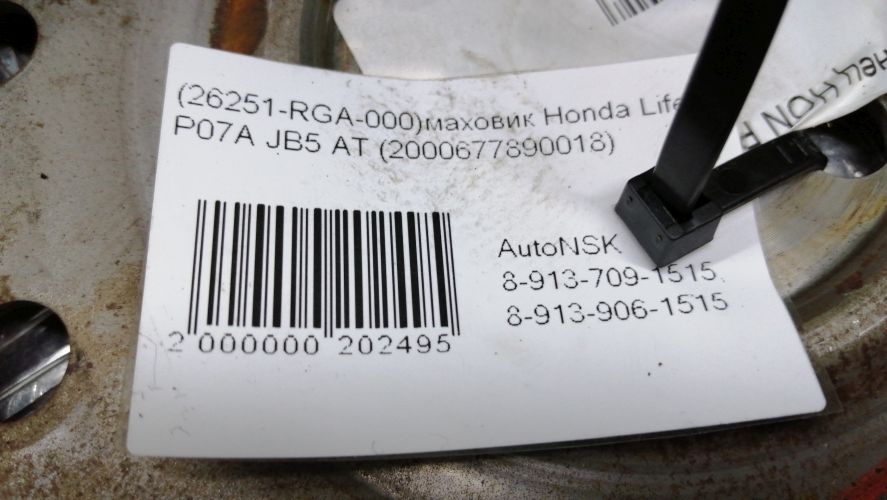 (26251-RGA-000)маховик Honda Life
P07A JB5 AT (2000677890018)
AutoNSK
8-913-709-1515,
8-913-906-1515
2 000000 202495
HON